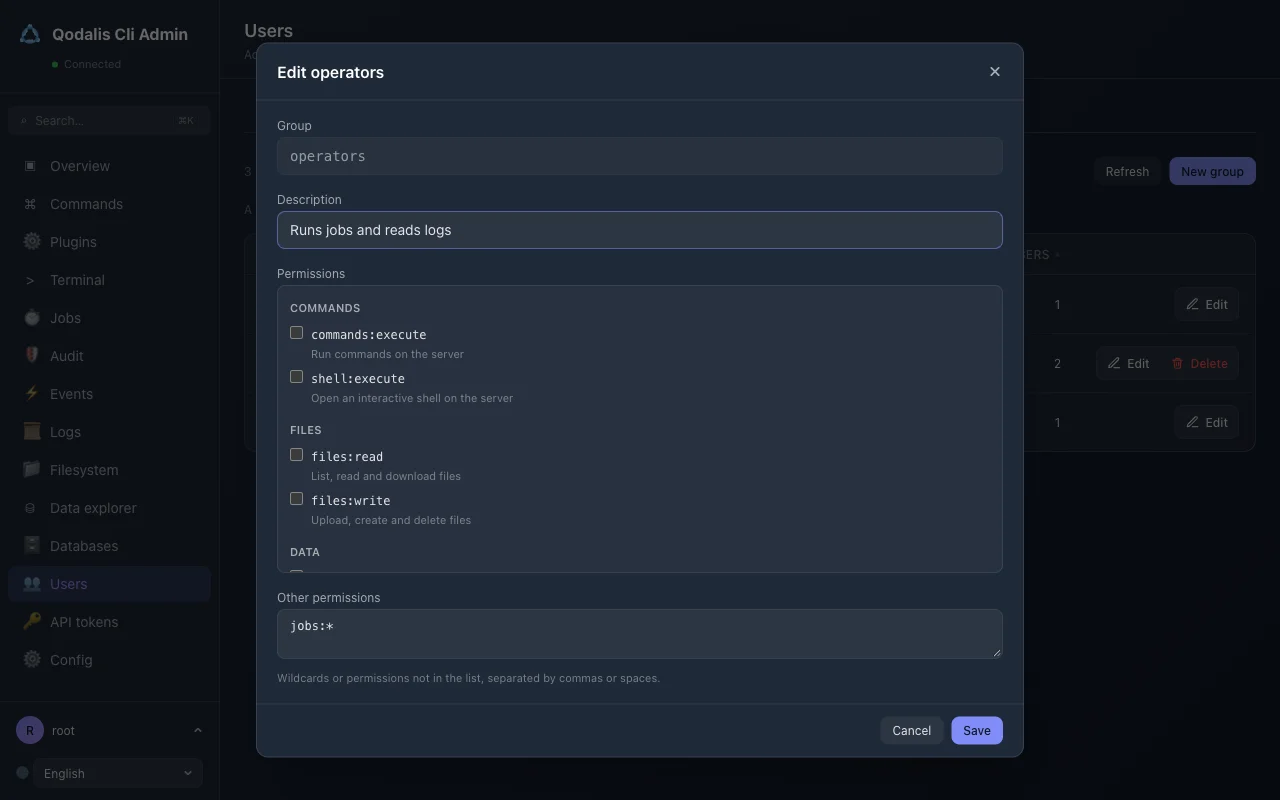 Qodalis Cli Admin
Connected
Search...
⌘K
Overview
Commands
Plugins
Terminal
Jobs
Audit
Events
Logs
Filesystem
Data explorer
Databases
Users
API tokens
Config
R
root
English
Users
3
A
Refresh
New group
1
Edit
2
Edit
Delete
1
Edit
Edit operators
Group
operators
Description
Runs jobs and reads logs
Permissions
COMMANDS
commands:execute
Run commands on the server
shell:execute
Open an interactive shell on the server
FILES
files:read
List, read and download files
files:write
Upload, create and delete files
DATA
Other permissions
jobs:*
Wildcards or permissions not in the list, separated by commas or spaces.
Cancel
Save